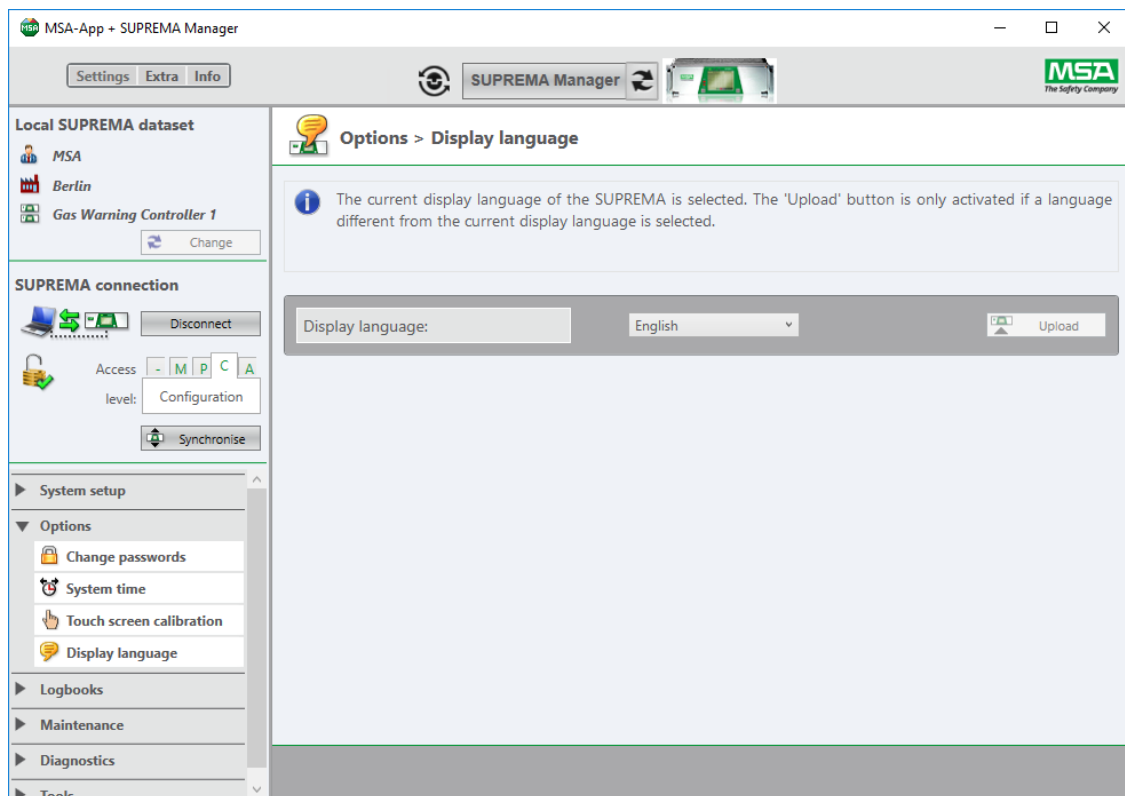 MSA-App + SUPREMA Manager
Settings Extra Info
SUPREMA Manager
MSA
The Safety Company
Local SUPREMA dataset
MSA
Berlin
Gas Warning Controller 1
Change
SUPREMA connection
Disconnect
Access - M P C A
level: Configuration
Synchronise
System setup
Options
Change passwords
System time
Touch screen calibration
Display language
Logbooks
Maintenance
Diagnostics
Tools
Options > Display language
The current display language of the SUPREMA is selected. The 'Upload' button is only activated if a language
different from the current display language is selected.
Display language: English Upload